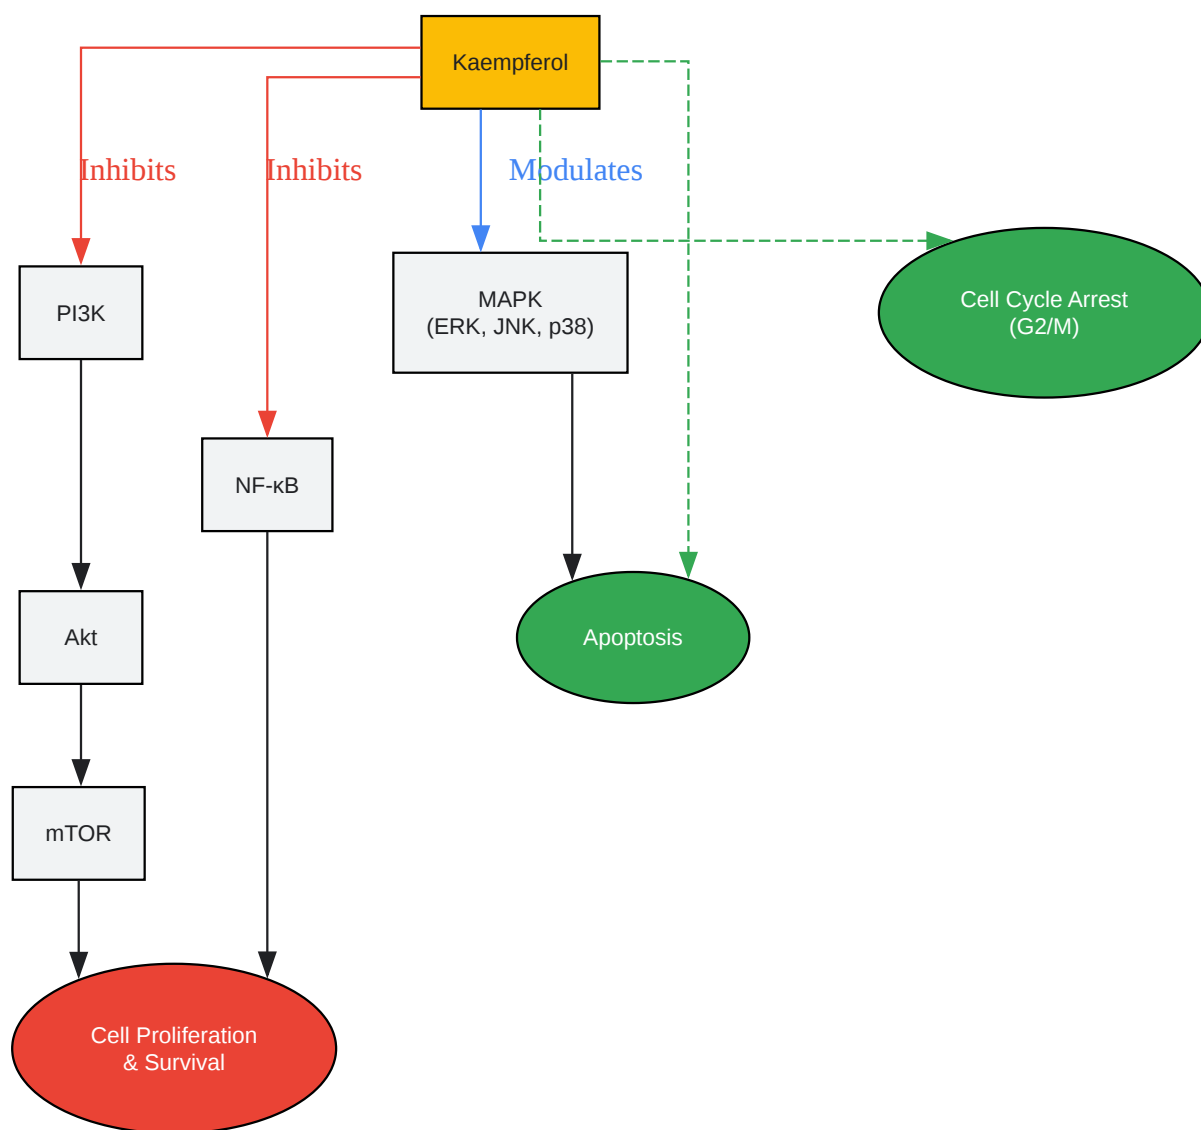 Kaempferol
Inhibits
Inhibits
Modulates
PI3K
MAPK
(ERK, JNK, p38)
Cell Cycle Arrest
(G2/M)
NF-κB
Akt
Apoptosis
mTOR
Cell Proliferation
& Survival